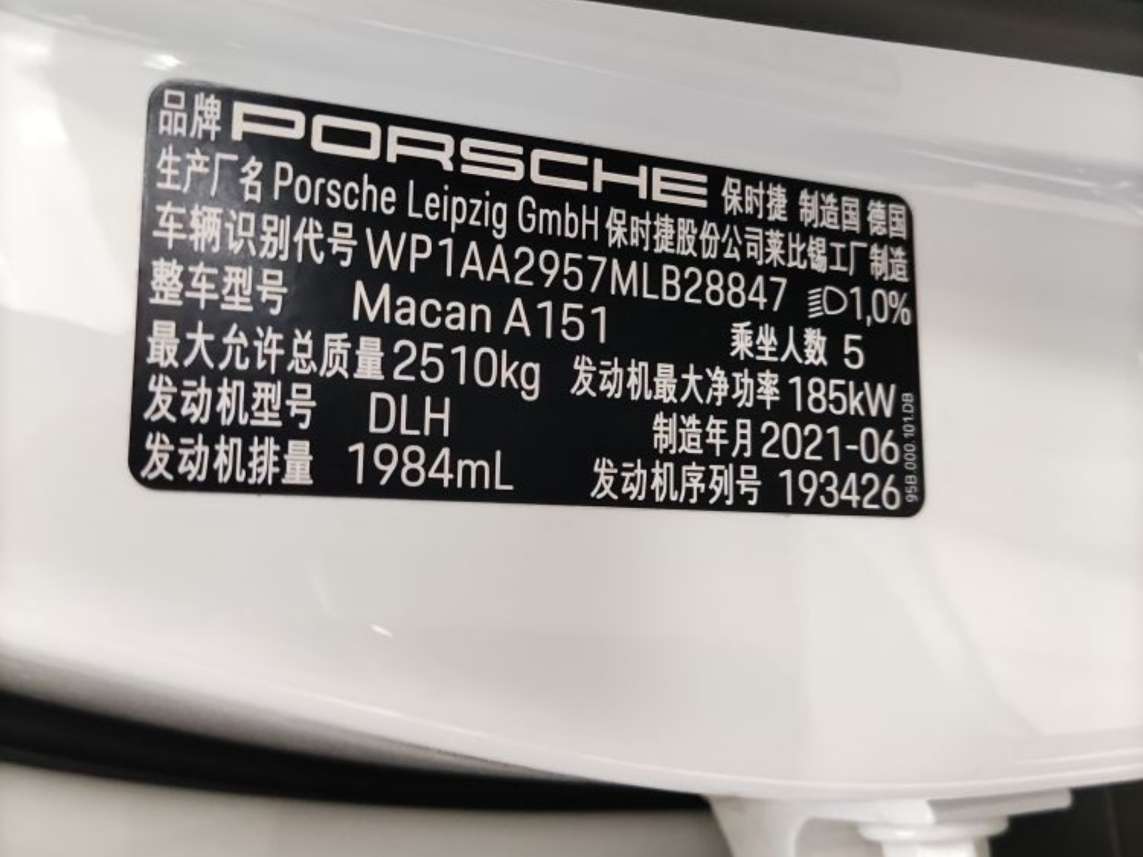 品牌 PORSCHE 保时捷 制造国 德国
生产厂名 Porsche Leipzig GmbH 保时捷股份公司莱比锡工厂制造
车辆识别代号 WP1AA2957MLB28847 1,0%
整车型号 Macan A151 乘坐人数 5
最大允许总质量 2510kg 发动机最大净功率 185kW
发动机型号 DLH 制造年月 2021-06
发动机排量 1984mL 发动机序列号 193426
95B.000.101.DB